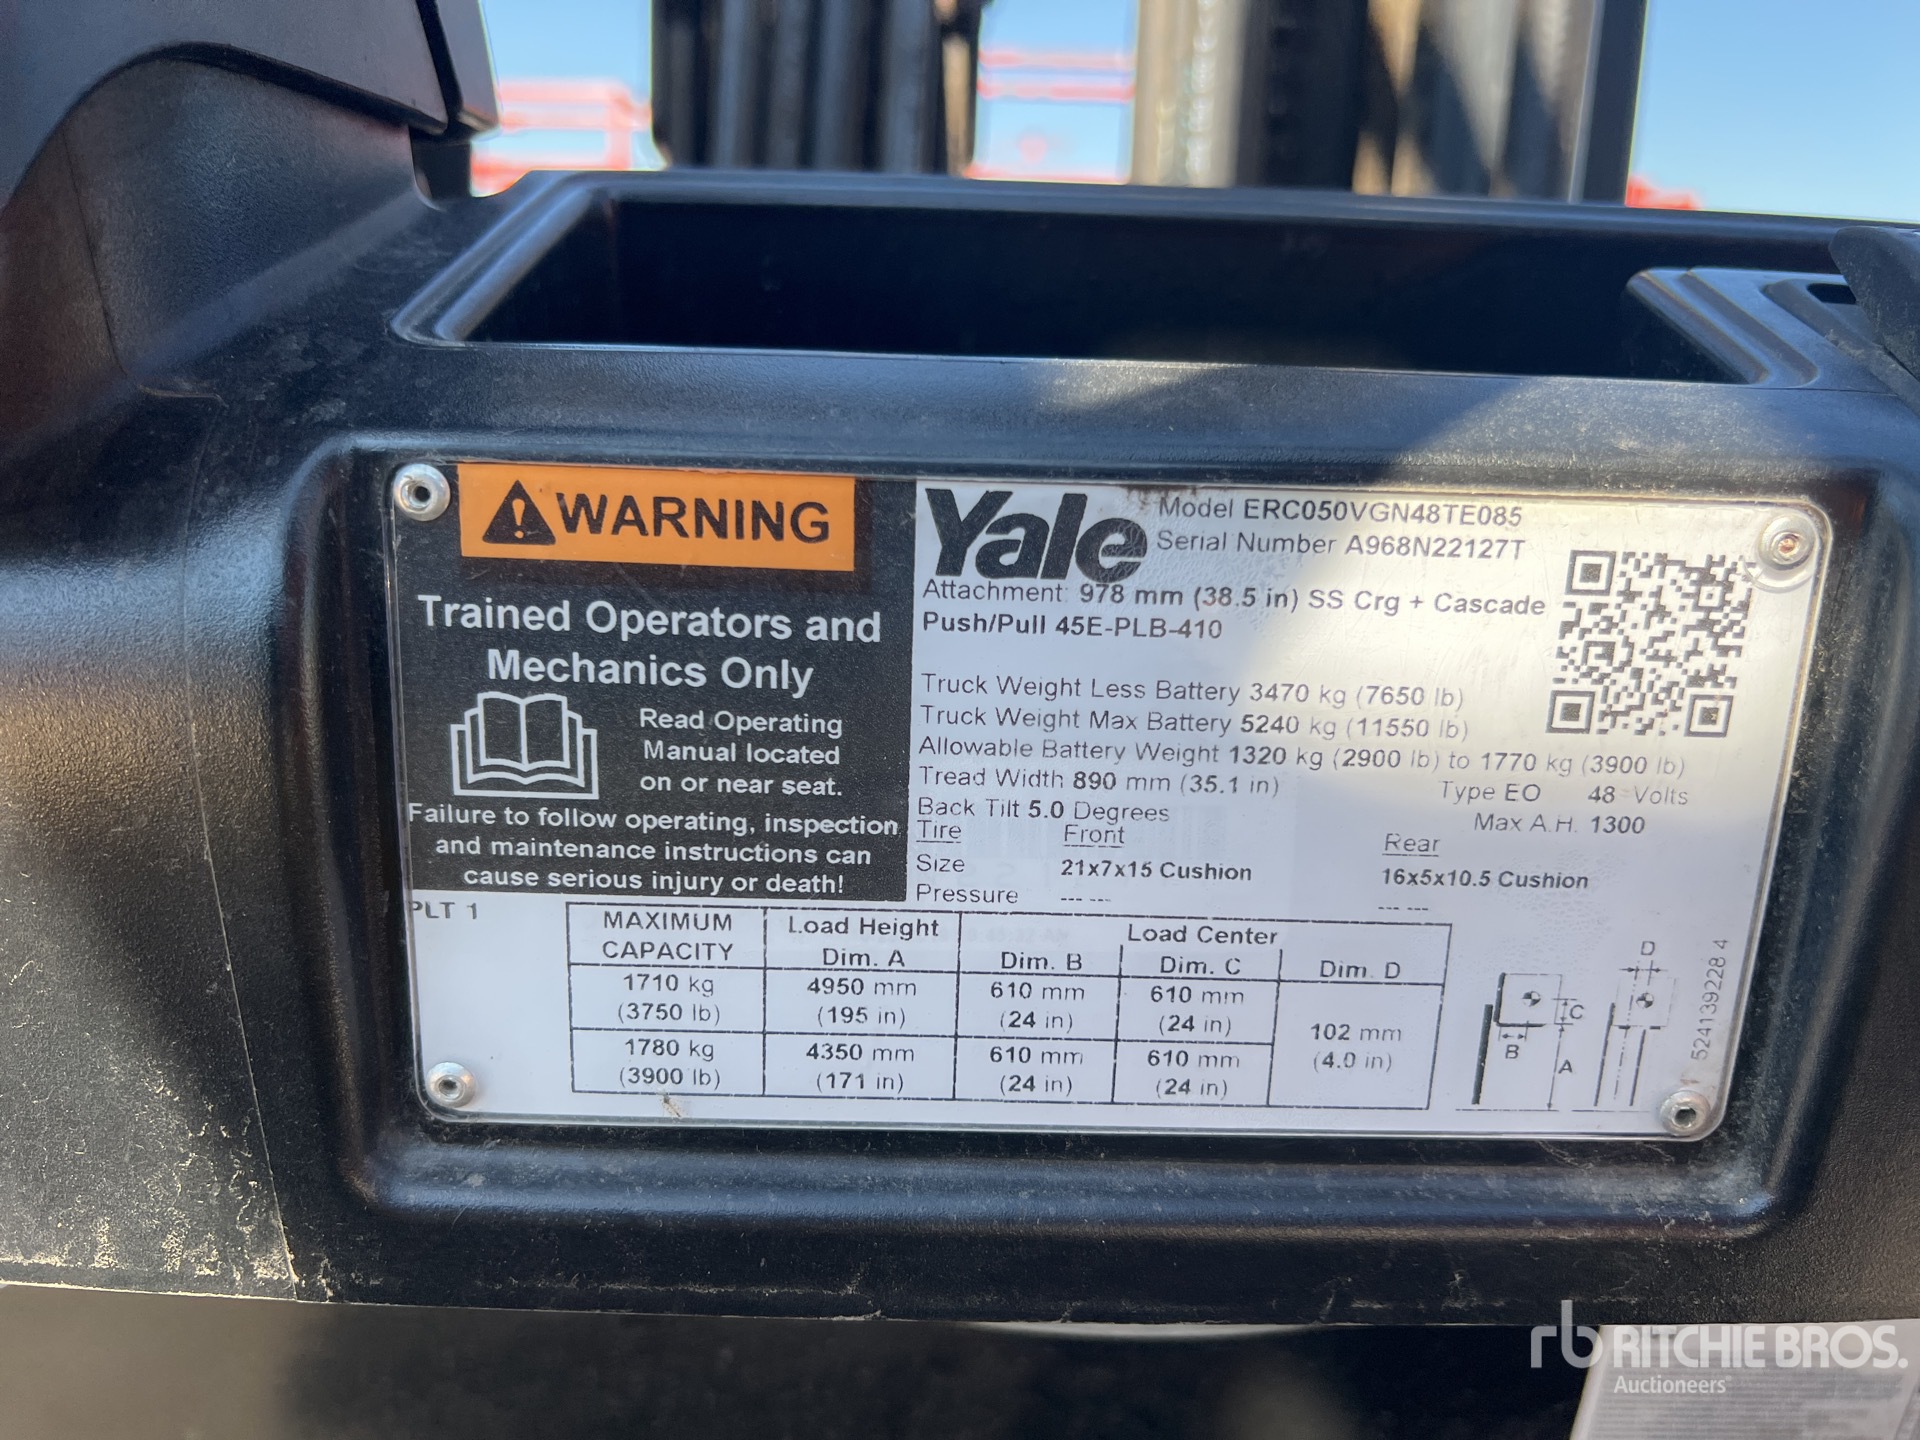 WARNING
Trained Operators and
Mechanics Only
Read Operating
Manual located
on or near seat.
Failure to follow operating, inspection
and maintenance instructions can
cause serious injury or death!
Yale
Model ERC050VGN48TE085
Serial Number A968N22127T
Attachment: 978 mm (38.5 in) SS Crg + Cascade
Push/Pull 45E-PLB-410
Truck Weight Less Battery 3470 kg (7650 lb)
Truck Weight Max Battery 5240 kg (11550 lb)
Allowable Battery Weight 1320 kg (2900 lb) to 1770 kg (3900 lb)
Tread Width 890 mm (35.1 in) Type EO 48 Volts
Back Tilt 5.0 Degrees Max A.H. 1300
Tire Front Rear
Size 21x7x15 Cushion 16x5x10.5 Cushion
Pressure --- --- --- ---
PLT 1
MAXIMUM CAPACITY Load Height Dim. A Load Center
Dim. B Dim. C Dim. D
1710 kg 4950 mm 610 mm 610 mm
(3750 lb) (195 in) (24 in) (24 in)
102 mm
(4.0 in)
1780 kg 4350 mm 610 mm 610 mm
(3900 lb) (171 in) (24 in) (24 in)
D
C
B
A
524139228 4
rb RITCHIE BROS.
Auctioneers